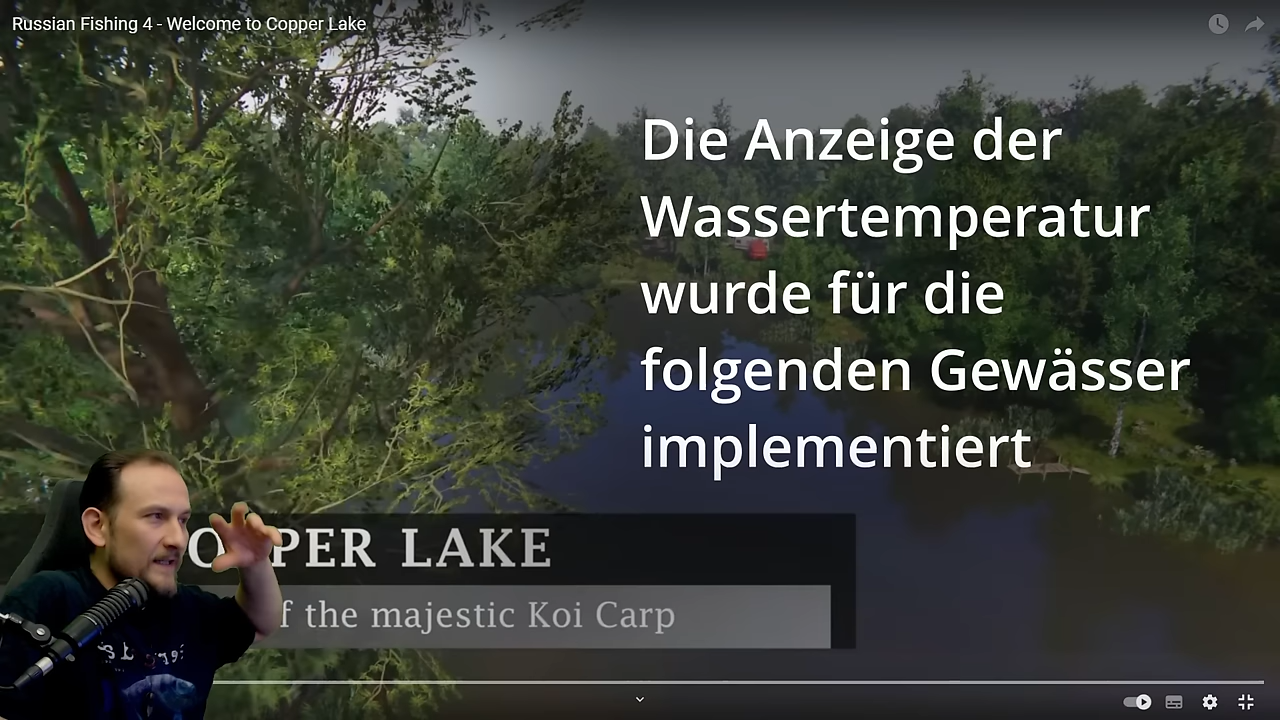 Russian Fishing 4 - Welcome to Copper Lake
Die Anzeige der
Wassertemperatur
wurde für die
folgenden Gewässer
implementiert
PER LAKE
f the majestic Koi Carp